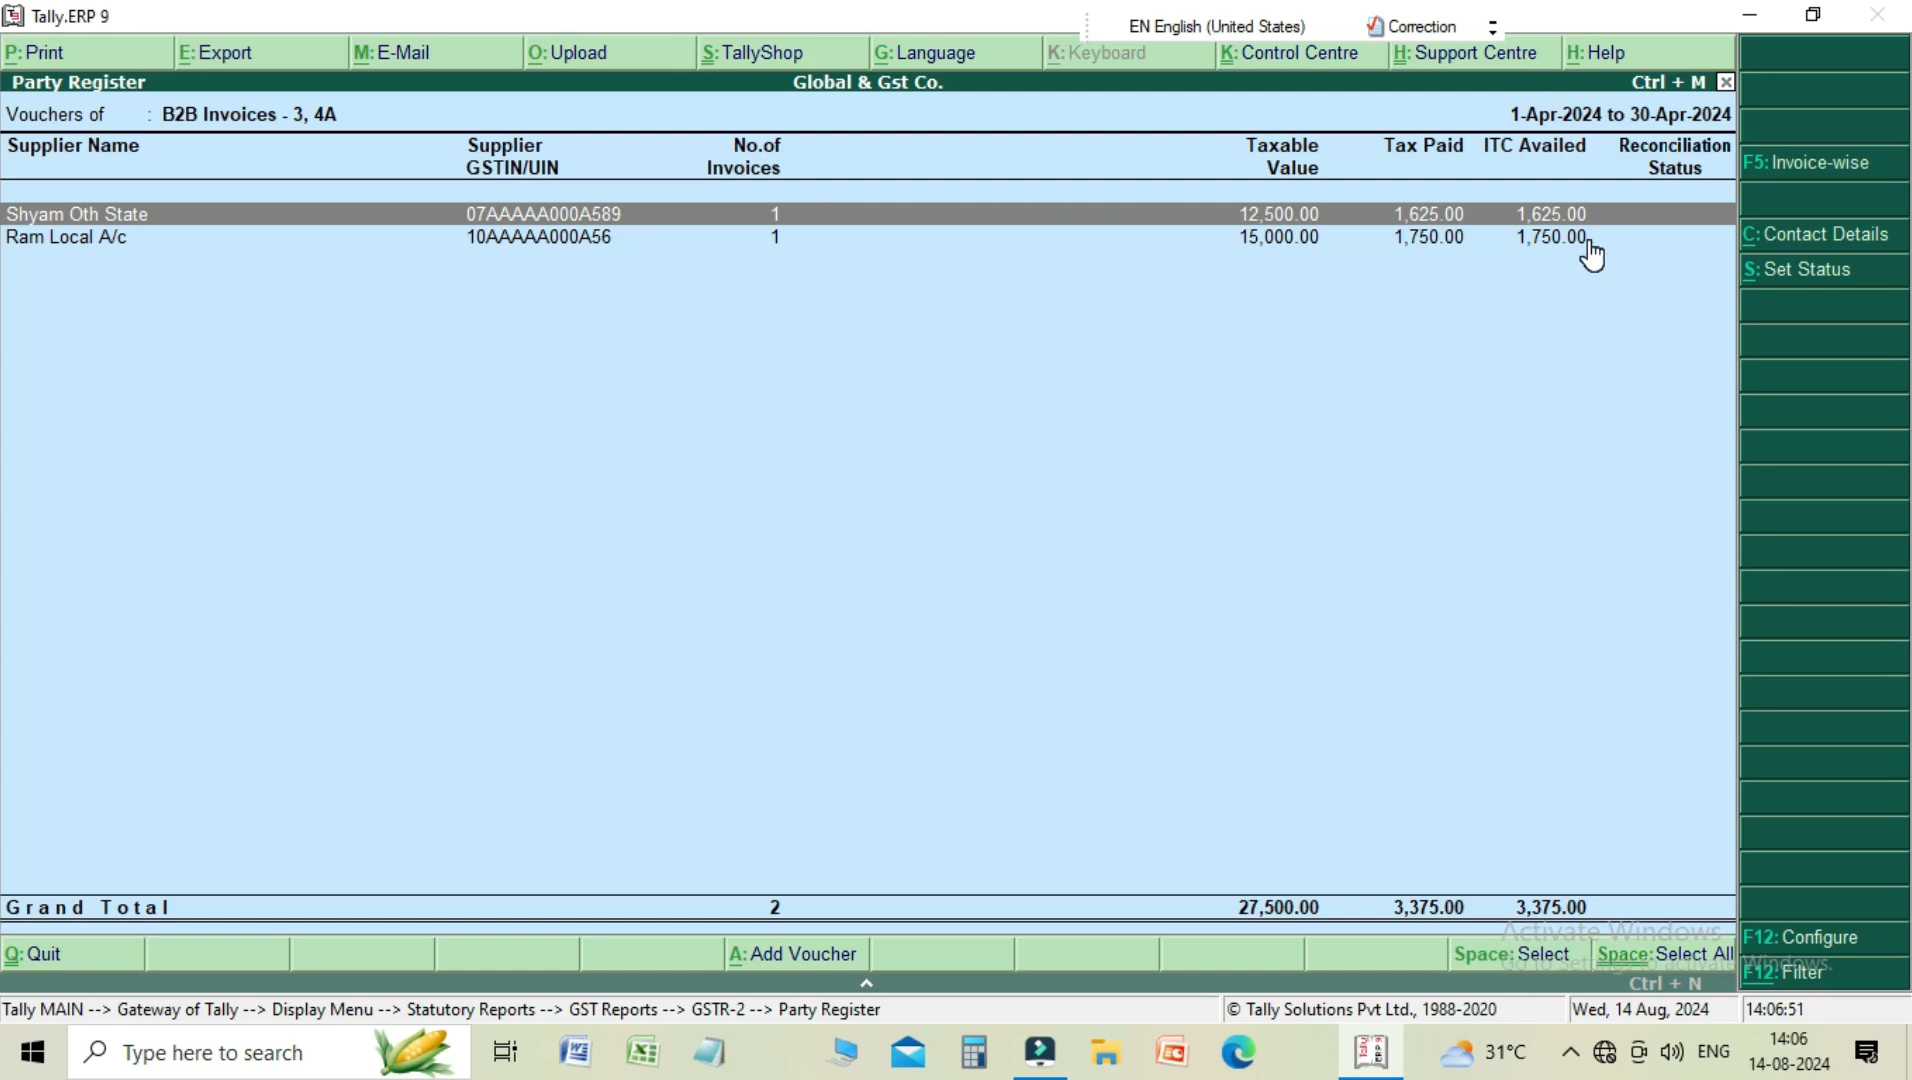 Tally.ERP 9
EN English (United States) Correction
P: Print E: Export M: E-Mail O: Upload S: TallyShop G: Language K: Keyboard K: Control Centre H: Support Centre H: Help
Party Register Global & Gst Co. Ctrl + M
Vouchers of : B2B Invoices - 3, 4A 1-Apr-2024 to 30-Apr-2024
Supplier Name Supplier No.of Taxable Tax Paid ITC Availed Reconciliation
GSTIN/UIN Invoices Value Status
F5: Invoice-wise
Shyam Oth State 07AAAAA000A589 1 12,500.00 1,625.00 1,625.00
Ram Local A/c 10AAAAA000A56 1 15,000.00 1,750.00 1,750.00
C: Contact Details
S: Set Status
Grand Total 2 27,500.00 3,375.00 3,375.00
Activate Windows
Go to Settings to activate Windows.
F12: Configure
Q: Quit A: Add Voucher Space: Select Space: Select All
F12: Filter
Ctrl + N
Tally MAIN --> Gateway of Tally --> Display Menu --> Statutory Reports --> GST Reports --> GSTR-2 --> Party Register © Tally Solutions Pvt Ltd., 1988-2020 Wed, 14 Aug, 2024 14:06:51
Type here to search 31°C ENG 14:06
14-08-2024